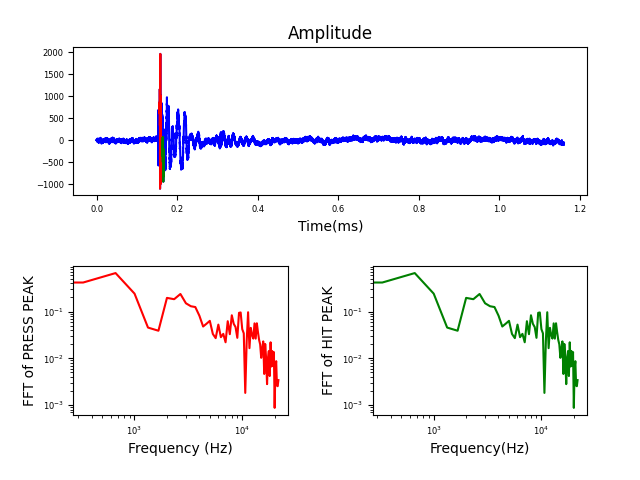 Amplitude
2000
1500
1000
500
0
−500
−1000
0.0 0.2 0.4 0.6 0.8 1.0 1.2
Time(ms)
FFT of PRESS PEAK
10⁻¹
10⁻²
10⁻³
10³ 10⁴
Frequency (Hz)
FFT of HIT PEAK
10⁻¹
10⁻²
10⁻³
10³ 10⁴
Frequency(Hz)